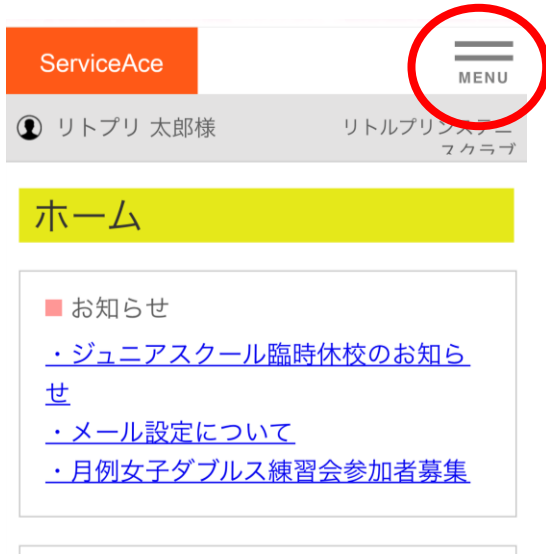 ServiceAce
MENU
リトプリ 太郎様
リトルプリンステニ
スクラブ
ホーム
お知らせ
・ジュニアスクール臨時休校のお知ら
せ
・メール設定について
・月例女子ダブルス練習会参加者募集